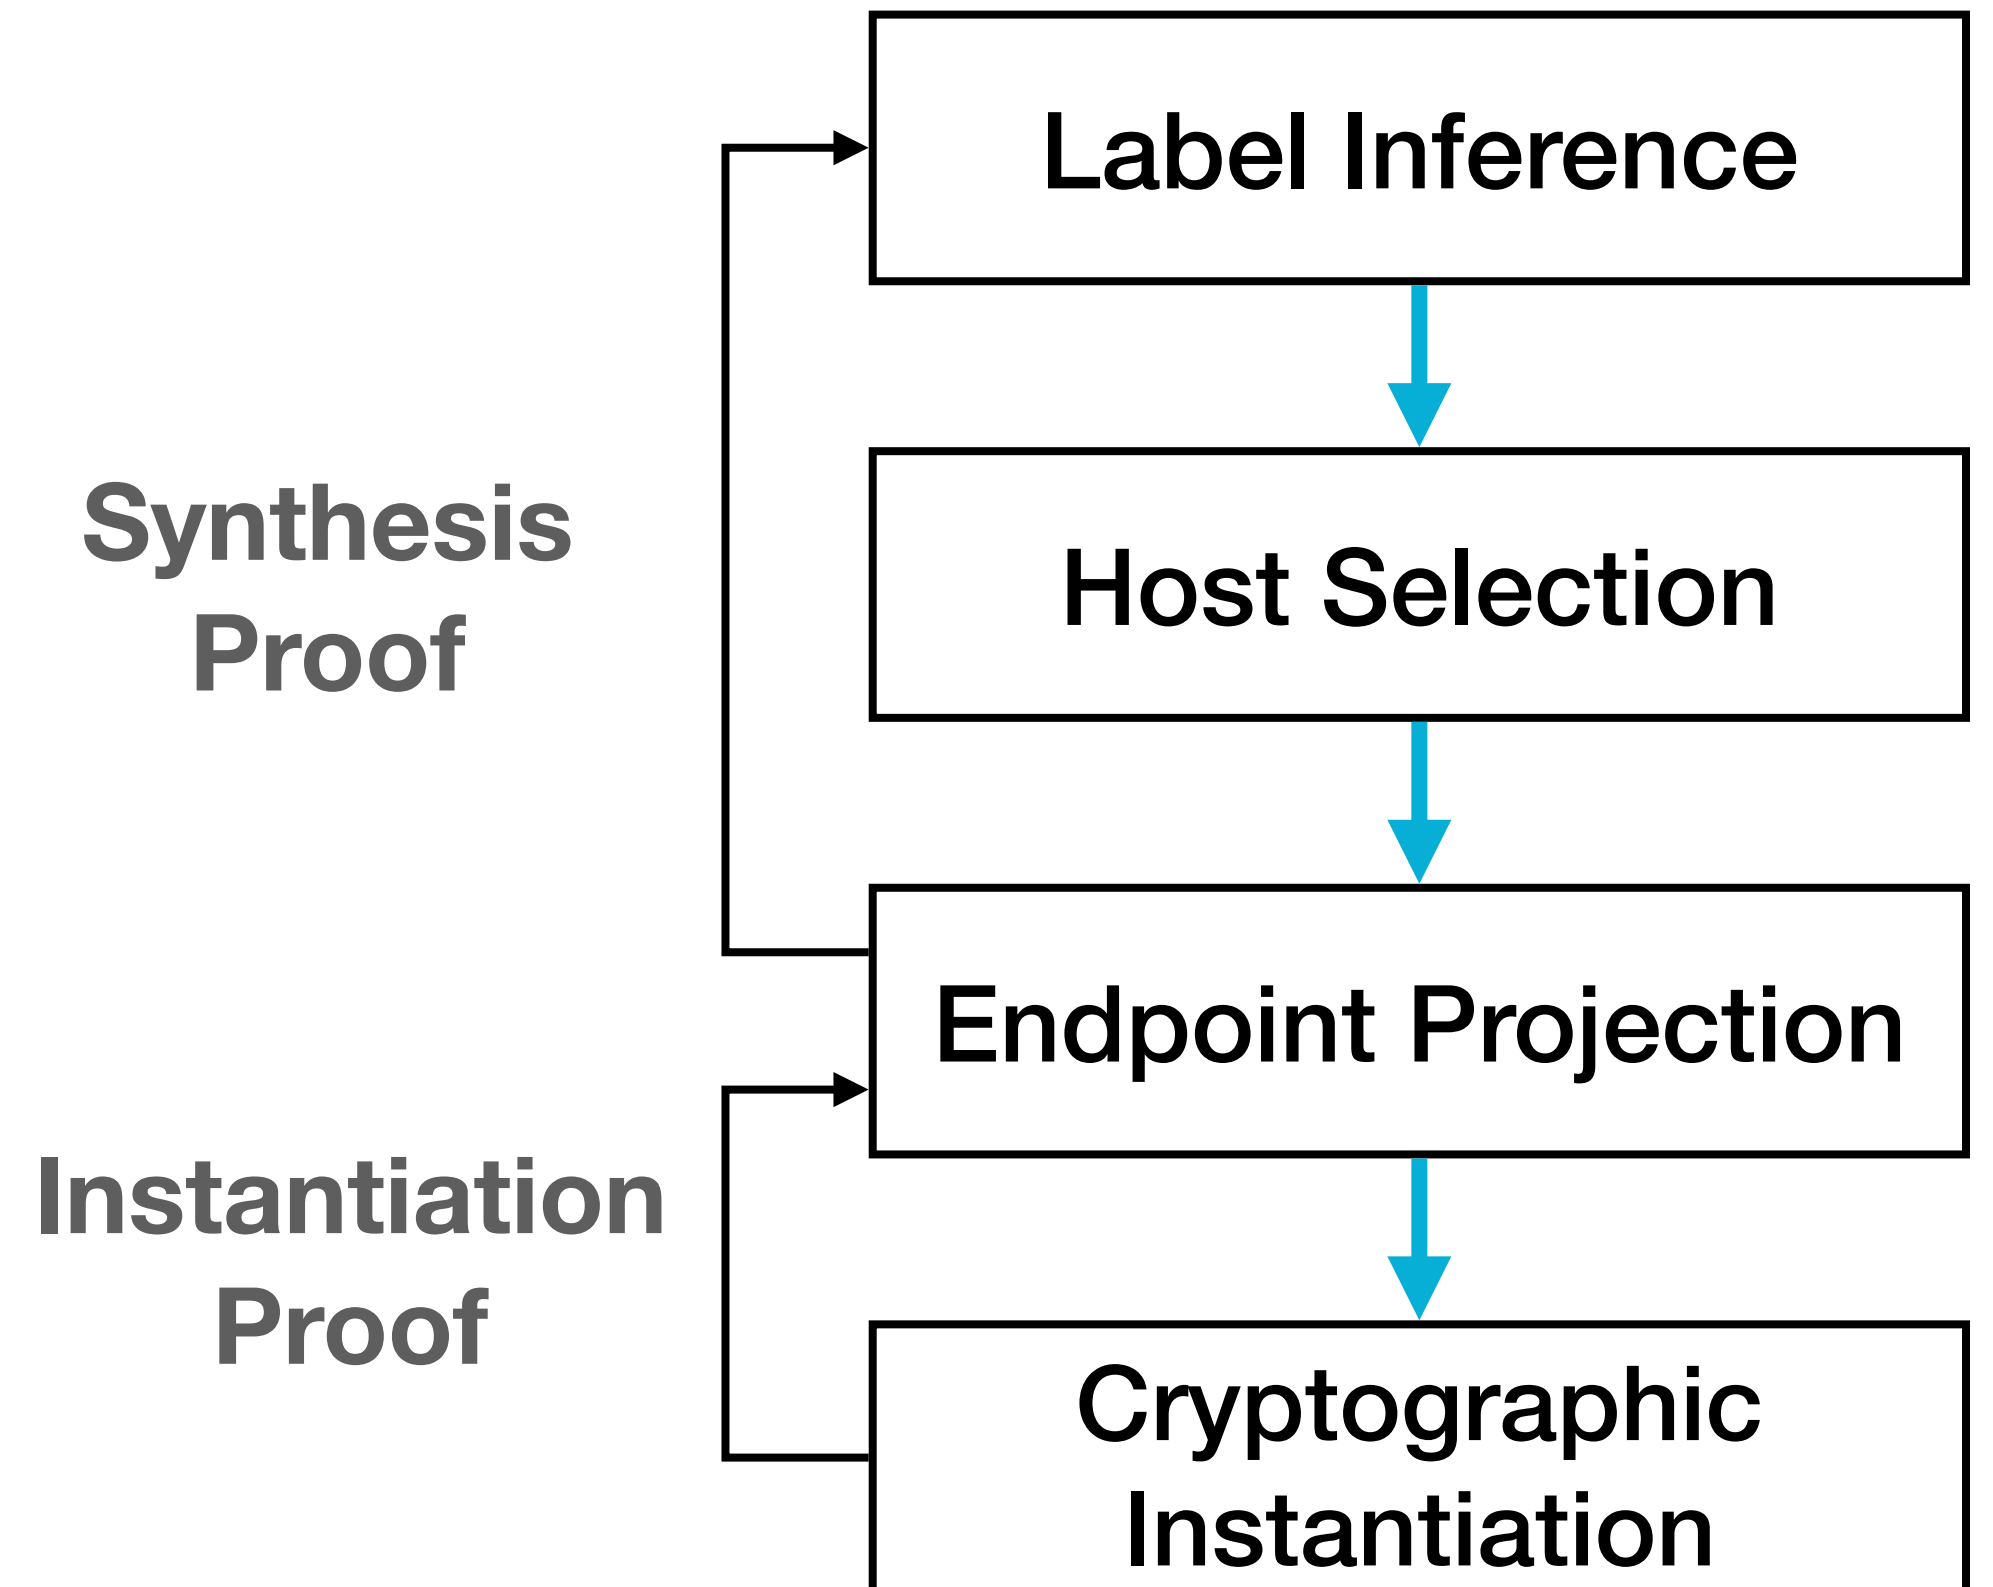 Label Inference
Host Selection
Synthesis
Proof
Endpoint Projection
Instantiation
Proof
Cryptographic
Instantiation